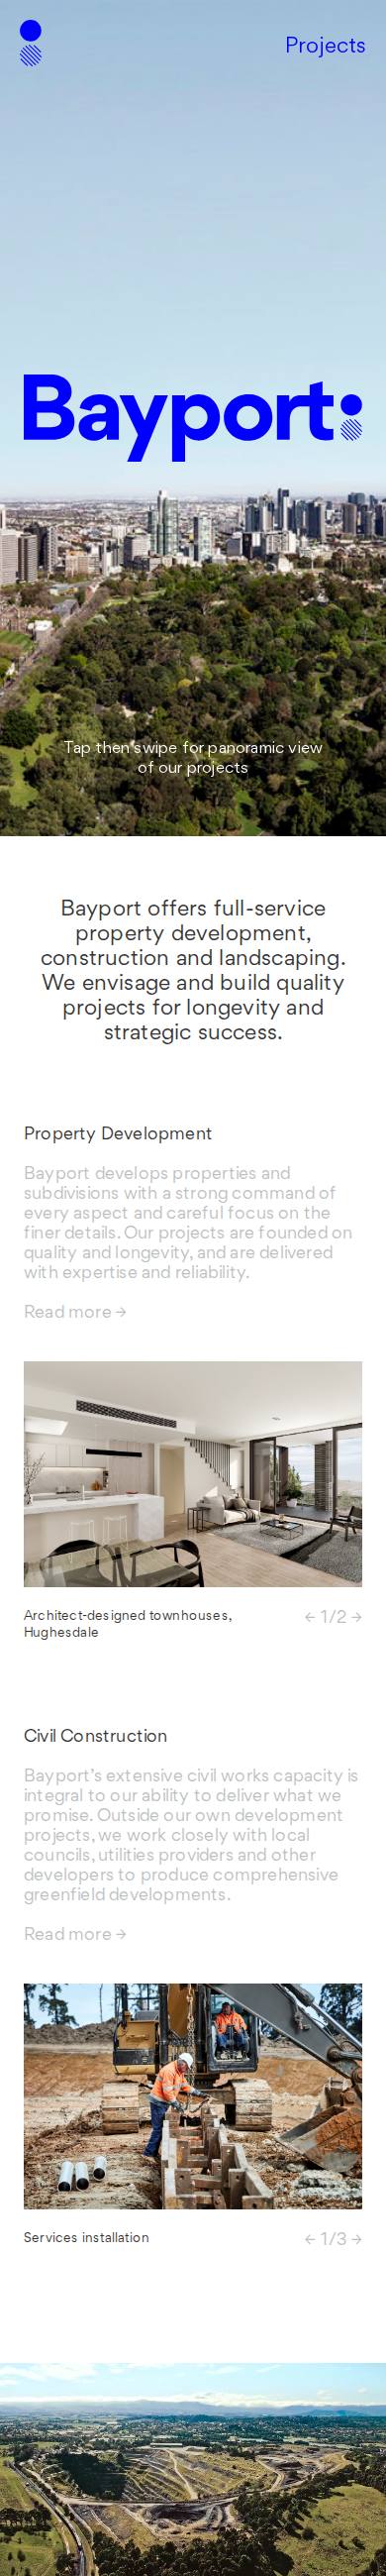 Projects
Bayport:
Tap then swipe for panoramic view
of our projects
Bayport offers full-service
property development,
construction and landscaping.
We envisage and build quality
projects for longevity and
strategic success.
Property Development
Bayport develops properties and
subdivisions with a strong command of
every aspect and careful focus on the
finer details. Our projects are founded on
quality and longevity, and are delivered
with expertise and reliability.
Read more →
Architect-designed townhouses,
Hughesdale
← 1/2 →
Civil Construction
Bayport’s extensive civil works capacity is
integral to our ability to deliver what we
promise. Outside our own development
projects, we work closely with local
councils, utilities providers and other
developers to produce comprehensive
greenfield developments.
Read more →
Services installation
← 1/3 →